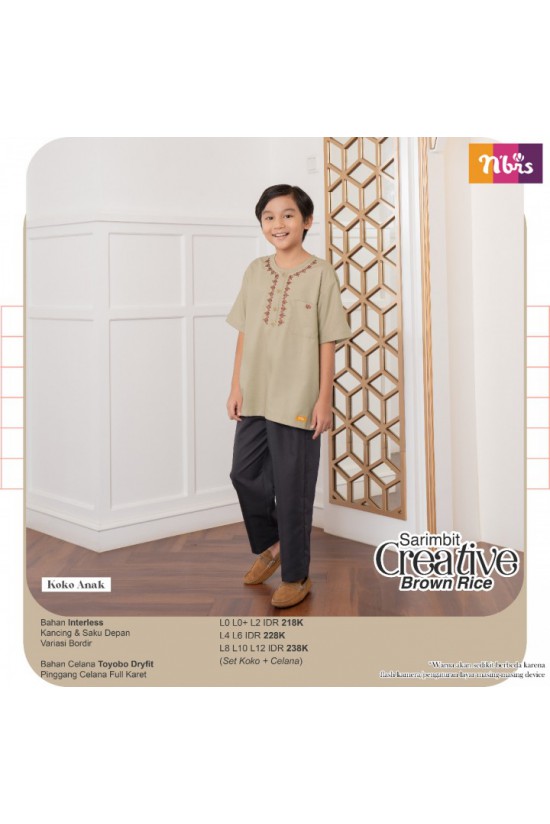 Nibrs
Sarimbit
Creative
Brown Rice
Koko Anak
Bahan Interless
Kancing & Saku Depan
Variasi Bordir
Bahan Celana Toyobo Dryfit
Pinggang Celana Full Karet
L0 L0+ L2 IDR 218K
L4 L6 IDR 228K
L8 L10 L12 IDR 238K
(Set Koko + Celana)
*Warna akan sedikit berbeda karena
flash kamera/pengaturan layar masing-masing device